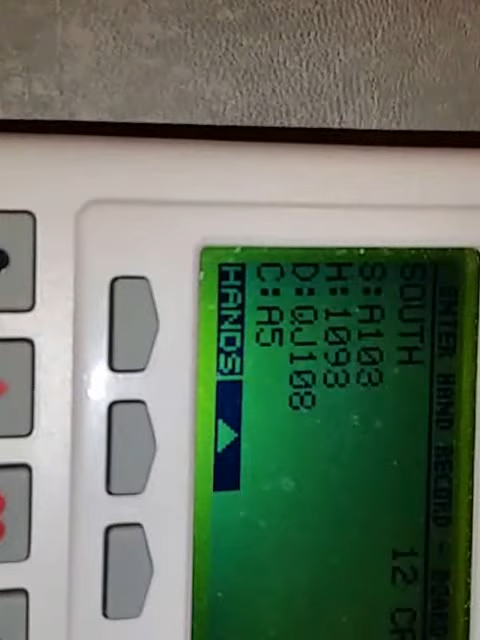 ENTER HAND RECORD -
SOUTH 12
S:A103
H:1093
D:QJ108
C:A5
HANDS